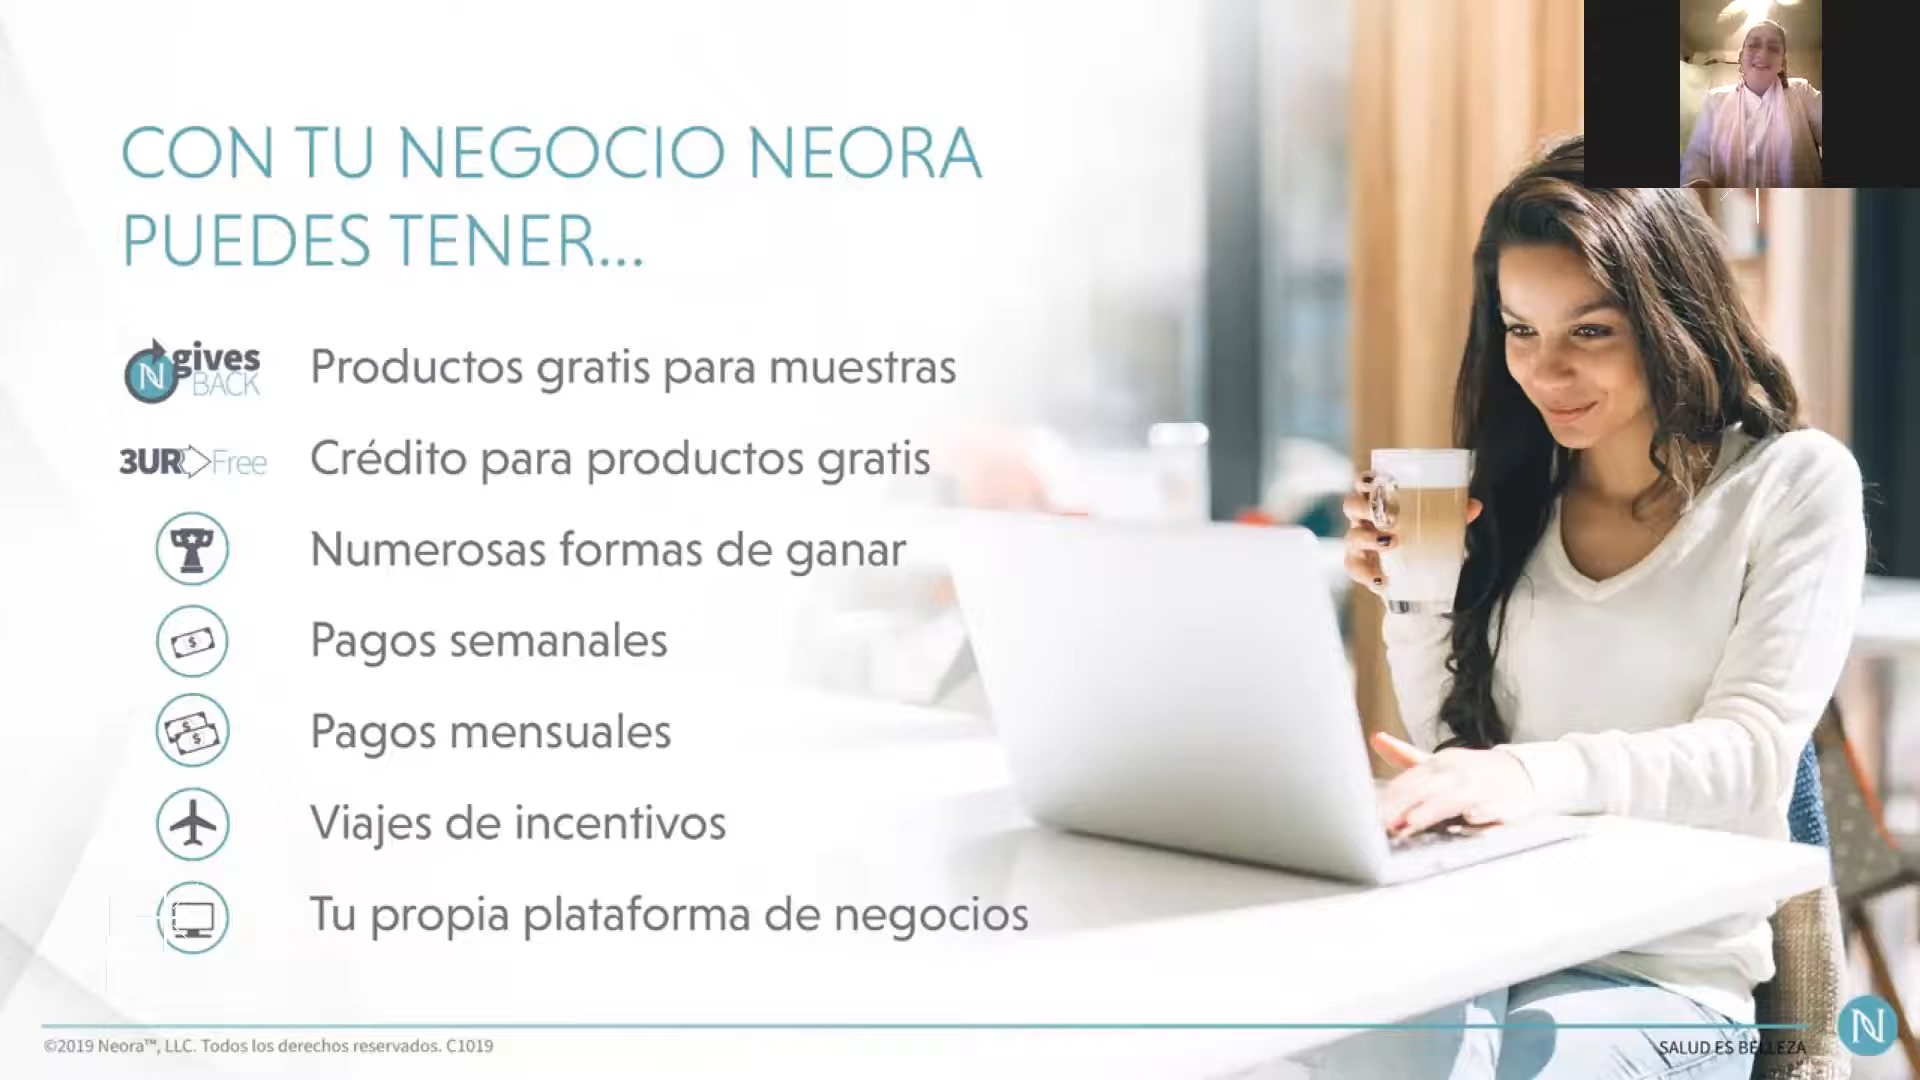 CON TU NEGOCIO NEORA
PUEDES TENER...
N gives
BACK
Productos gratis para muestras
3UR Free
Crédito para productos gratis
Numerosas formas de ganar
$
Pagos semanales
$ $
Pagos mensuales
Viajes de incentivos
Tu propia plataforma de negocios
©2019 Neora™, LLC. Todos los derechos reservados. C1019
SALUD ES BELLEZA
N